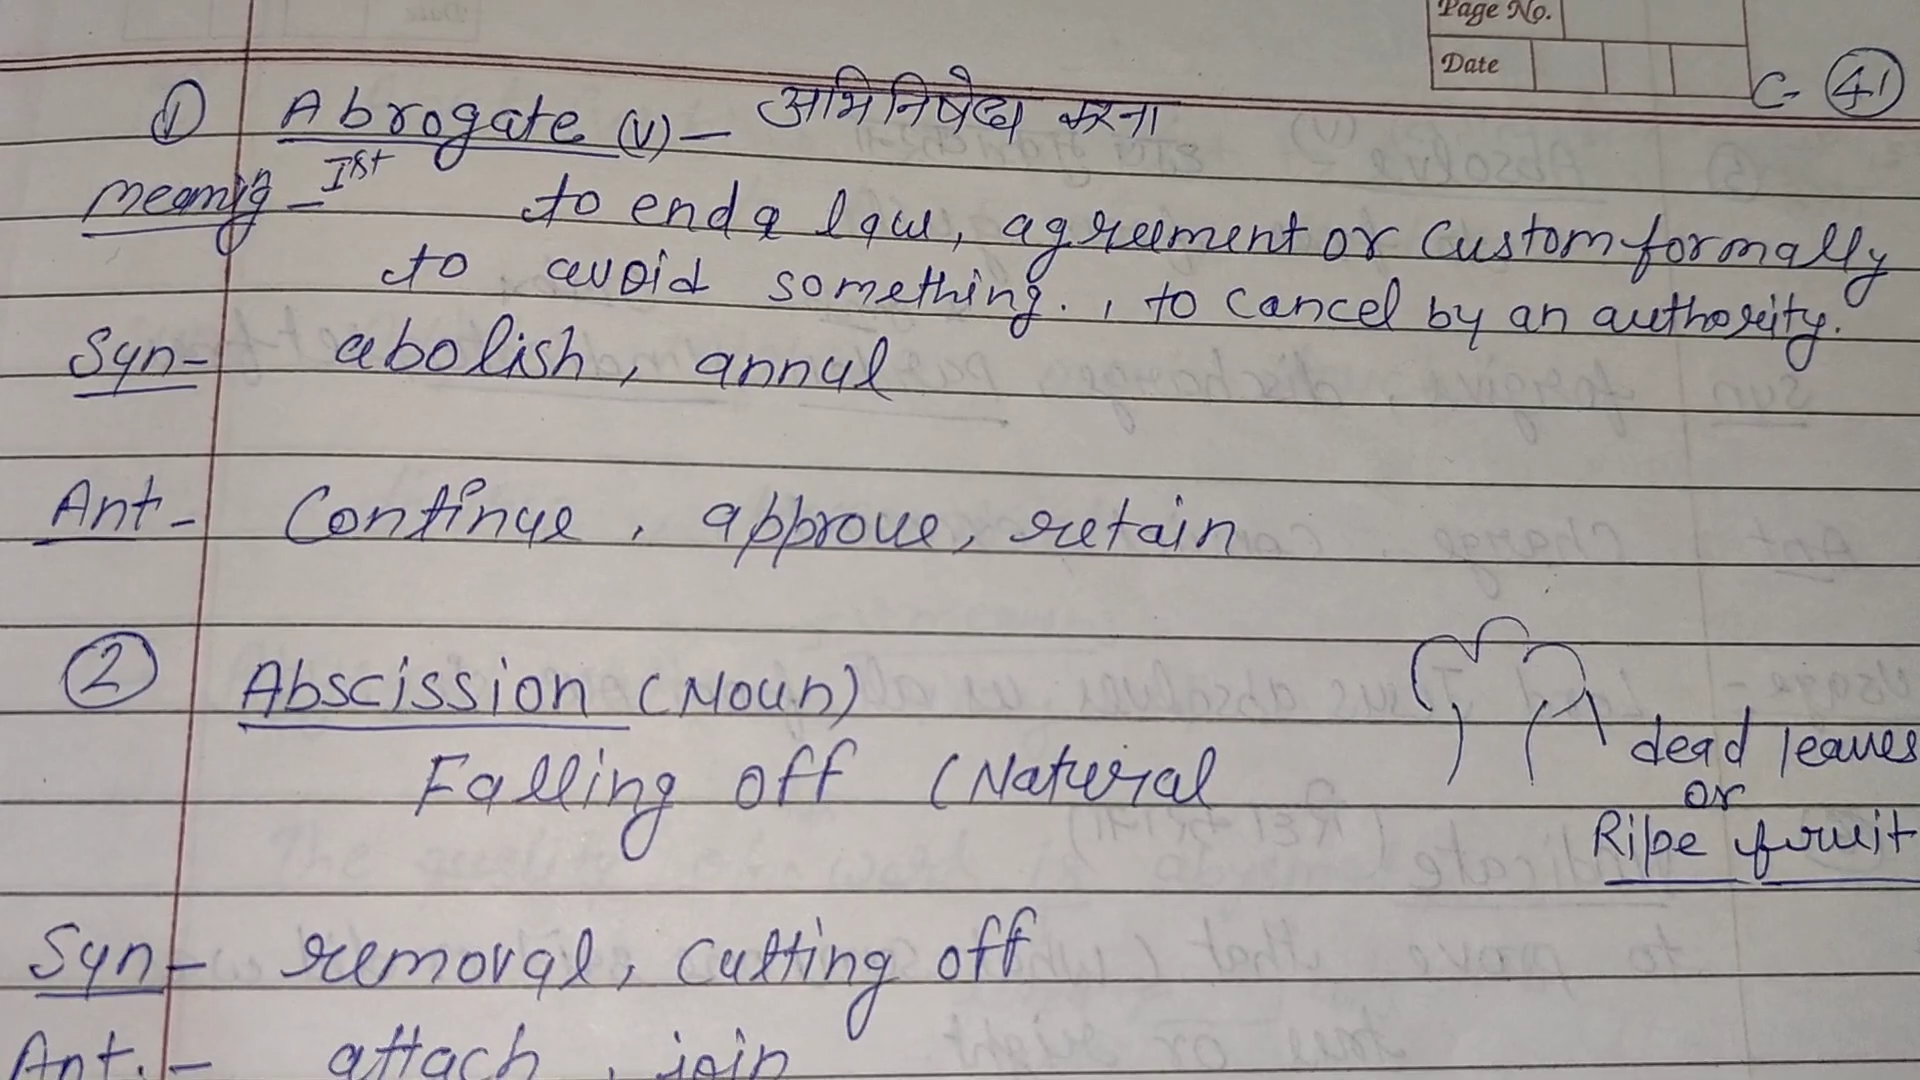 Page No.
Date
C- 41
① Abrogate (v) – अभिनिषेध करना
Meaning – Ist to end a law, agreement or custom formally
to avoid something. , to cancel by an authority.
Syn- abolish, annul
Ant- Continue, approve, retain
② Abscission (Noun)
Falling off (Natural
dead leaves
or
Ripe fruit
Syn- removal, cutting off
Ant.- attach, join